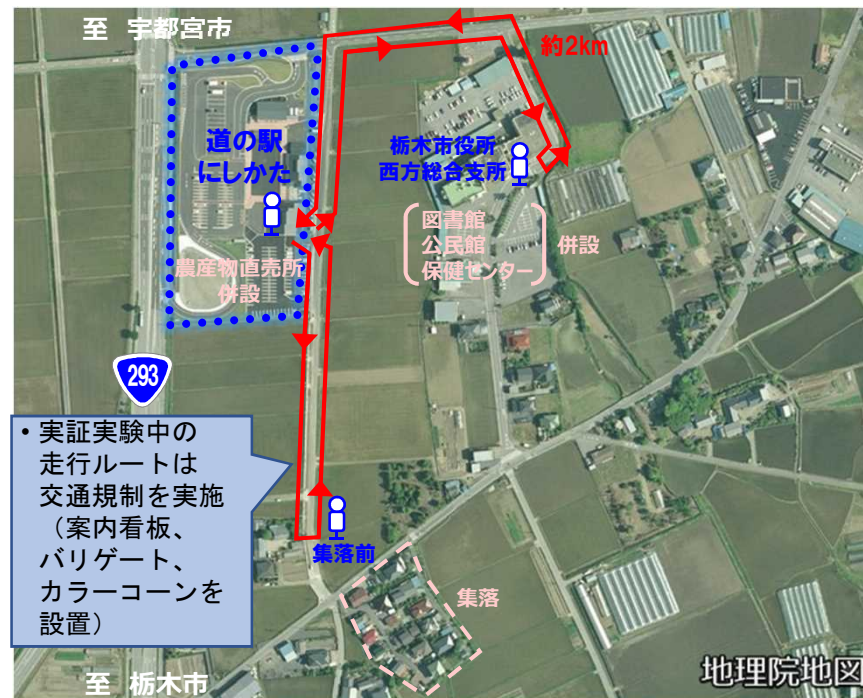 至 宇都宮市
約2km
道の駅
にしかた
栃木市役所
西方総合支所
図書館
公民館
保健センター
併設
農産物直売所
併設
293
・実証実験中の
走行ルートは
交通規制を実施
（案内看板、
バリゲート、
カラーコーンを
設置）
集落前
集落
至 栃木市
地理院地図